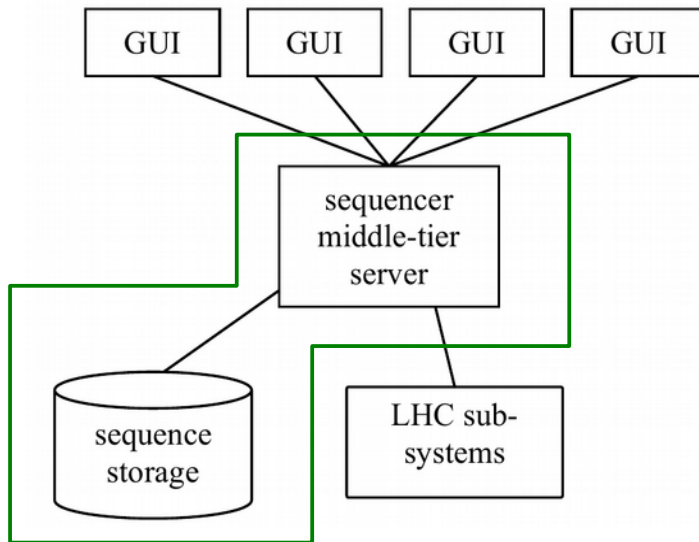 GUI GUI GUI GUI
sequencer
middle-tier
server
sequence
storage
LHC sub-
systems